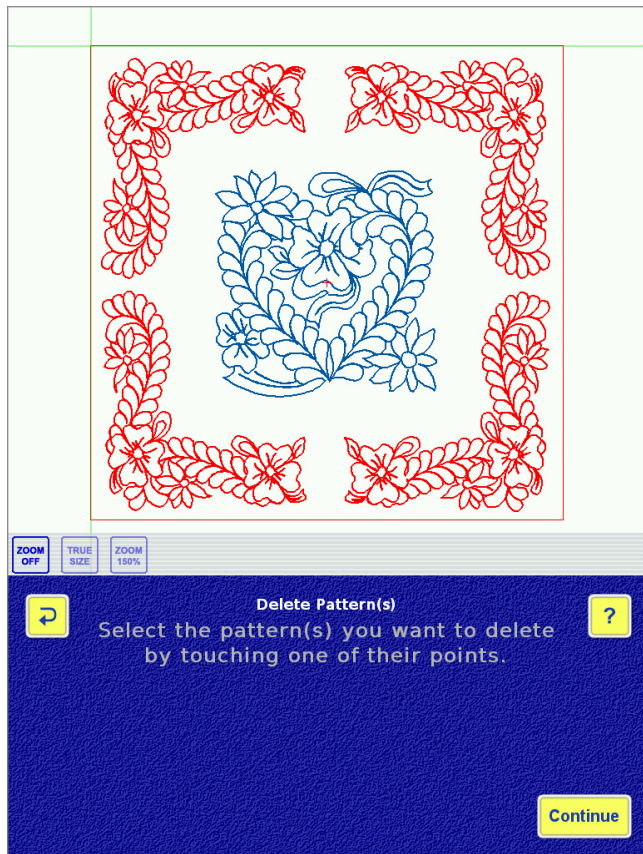 ZOOM
OFF
TRUE
SIZE
ZOOM
150%
Delete Pattern(s)
?
Select the pattern(s) you want to delete
by touching one of their points.
Continue